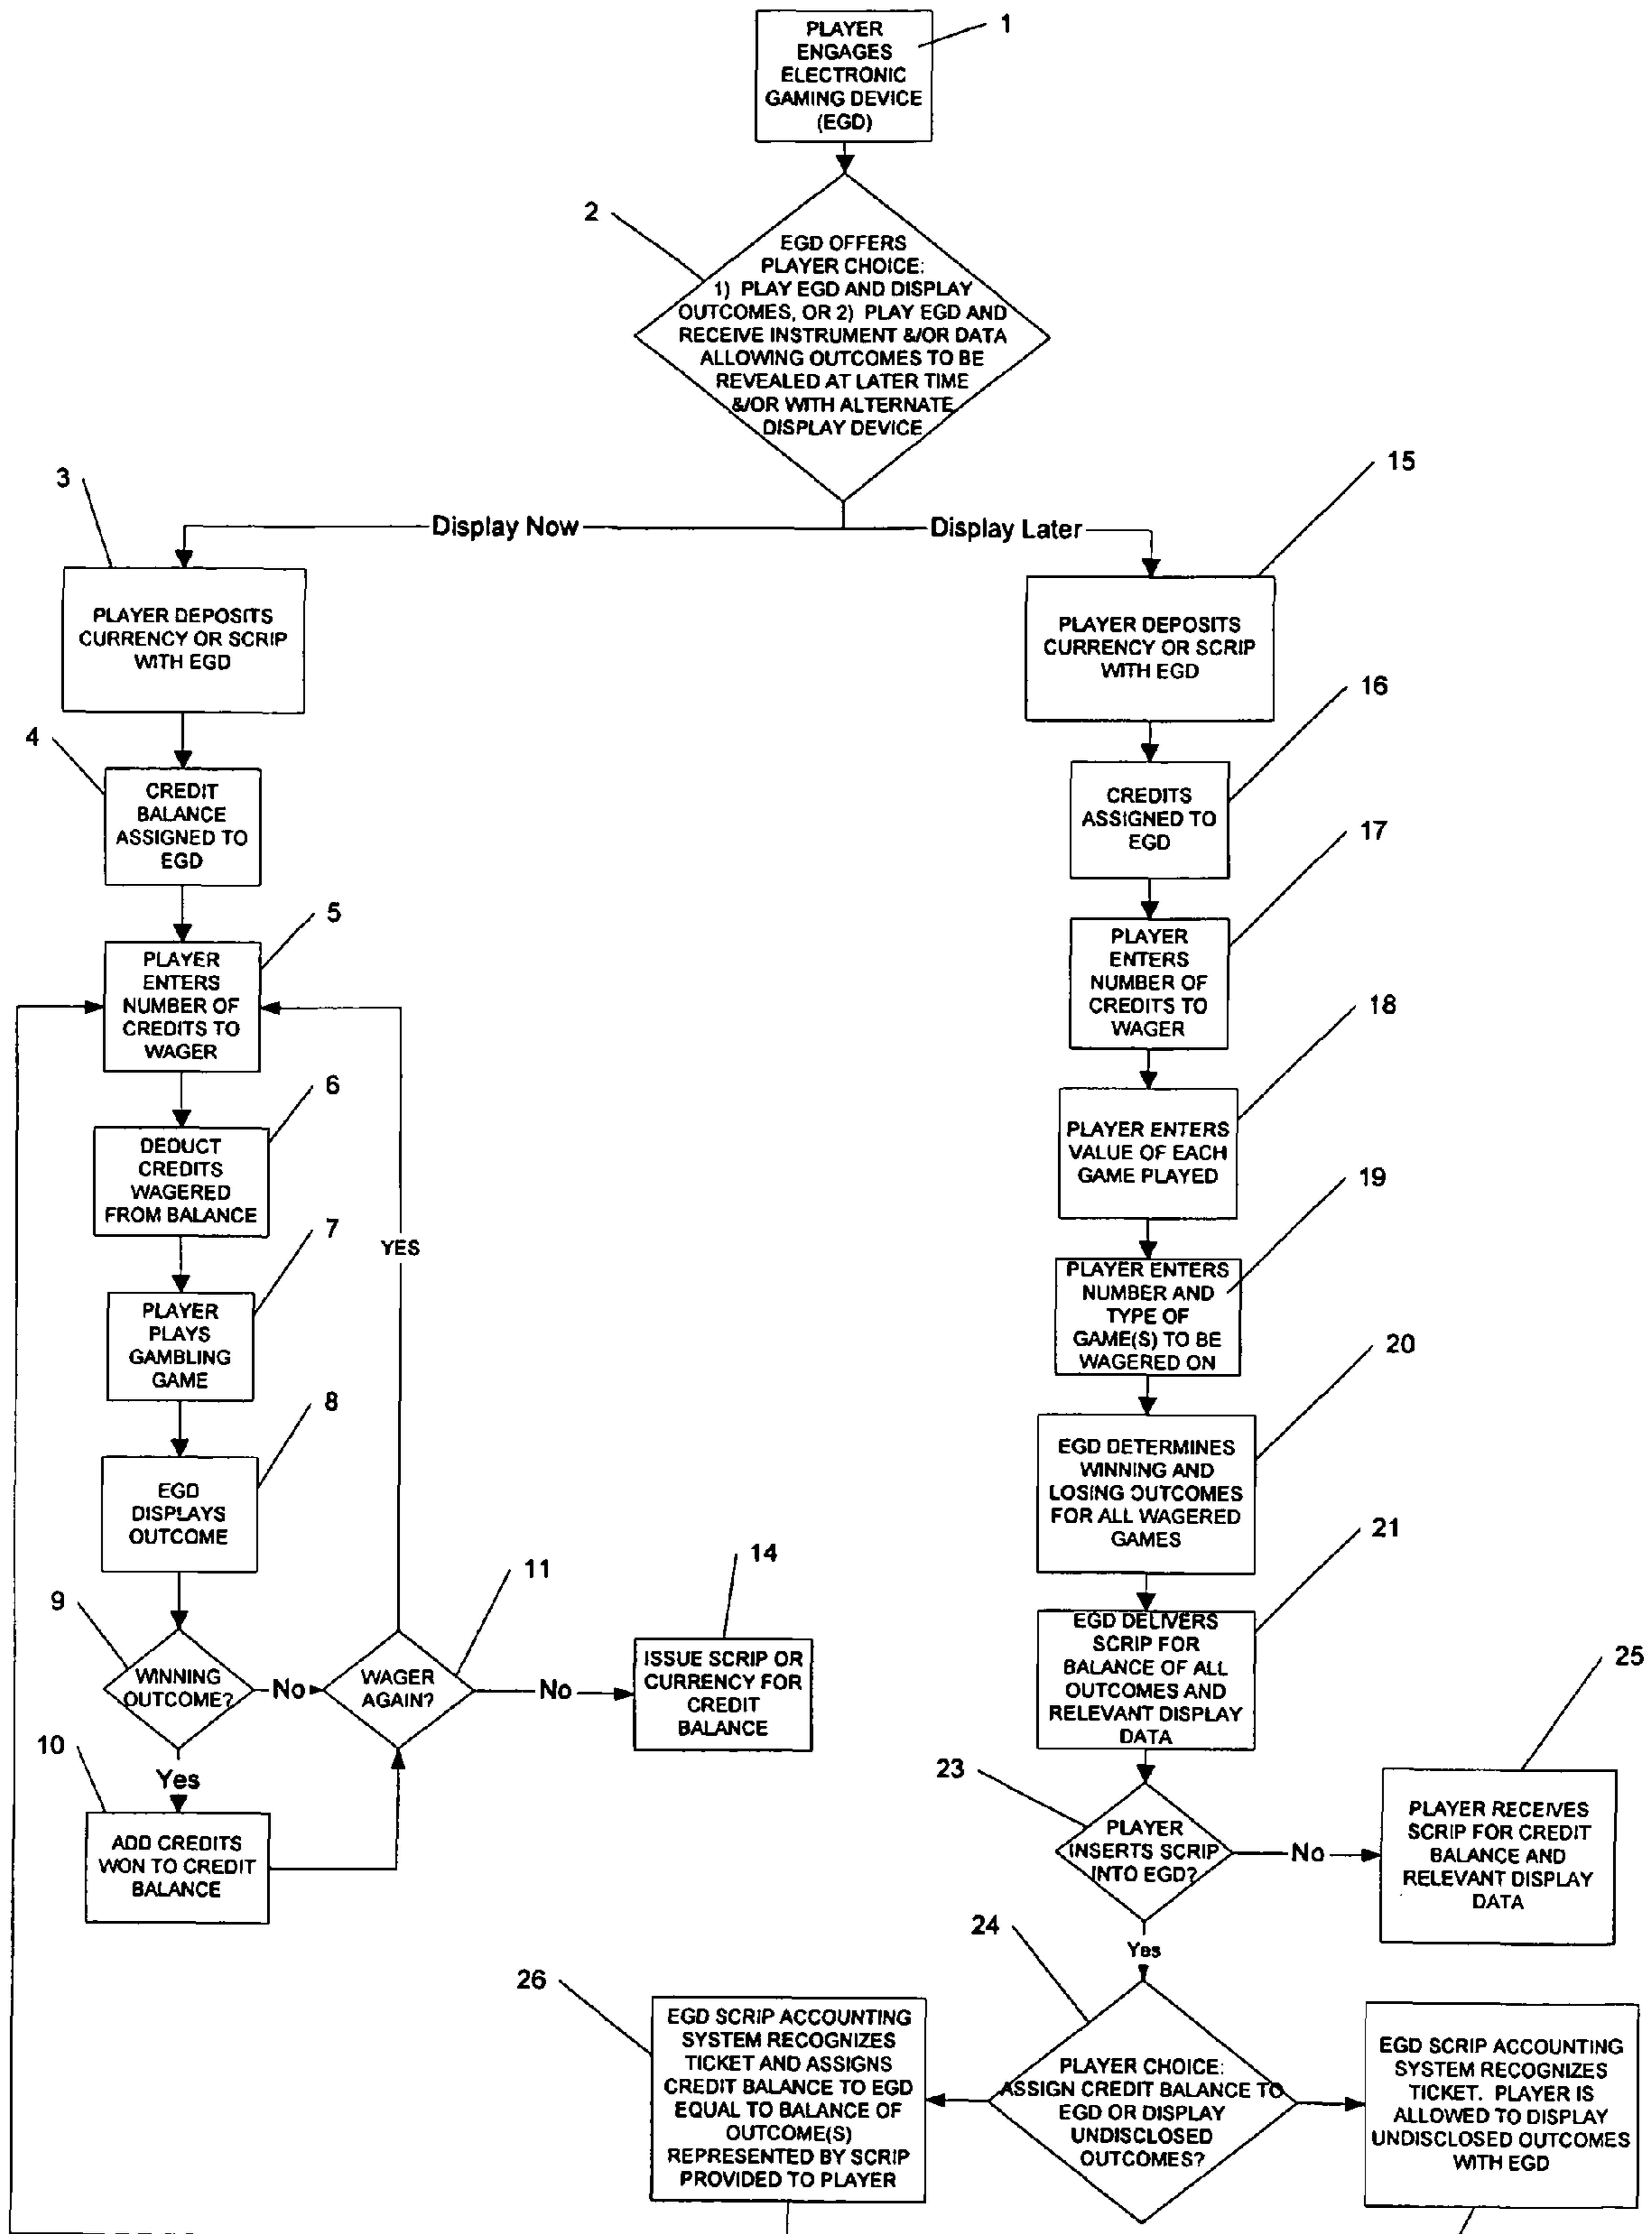 1
PLAYER
ENGAGES
ELECTRONIC
GAMING DEVICE
(EGD)
2
EGD OFFERS
PLAYER CHOICE:
1) PLAY EGD AND DISPLAY
OUTCOMES, OR 2) PLAY EGD AND
RECEIVE INSTRUMENT &/OR DATA
ALLOWING OUTCOMES TO BE
REVEALED AT LATER TIME
&/OR WITH ALTERNATE
DISPLAY DEVICE
Display Now
Display Later
3
PLAYER DEPOSITS
CURRENCY OR SCRIP
WITH EGD
4
CREDIT
BALANCE
ASSIGNED TO
EGD
5
PLAYER
ENTERS
NUMBER OF
CREDITS TO
WAGER
6
DEDUCT
CREDITS
WAGERED
FROM BALANCE
7
PLAYER
PLAYS
GAMBLING
GAME
8
EGD
DISPLAYS
OUTCOME
9
WINNING
OUTCOME?
No
Yes
10
ADD CREDITS
WON TO CREDIT
BALANCE
11
WAGER
AGAIN?
YES
No
14
ISSUE SCRIP OR
CURRENCY FOR
CREDIT
BALANCE
15
PLAYER DEPOSITS
CURRENCY OR SCRIP
WITH EGD
16
CREDITS
ASSIGNED TO
EGD
17
PLAYER
ENTERS
NUMBER OF
CREDITS TO
WAGER
18
PLAYER ENTERS
VALUE OF EACH
GAME PLAYED
19
PLAYER ENTERS
NUMBER AND
TYPE OF
GAME(S) TO BE
WAGERED ON
20
EGD DETERMINES
WINNING AND
LOSING OUTCOMES
FOR ALL WAGERED
GAMES
21
EGD DELIVERS
SCRIP FOR
BALANCE OF ALL
OUTCOMES AND
RELEVANT DISPLAY
DATA
23
PLAYER
INSERTS SCRIP
INTO EGD?
No
25
PLAYER RECEIVES
SCRIP FOR CREDIT
BALANCE AND
RELEVANT DISPLAY
DATA
Yes
24
PLAYER CHOICE:
ASSIGN CREDIT BALANCE TO
EGD OR DISPLAY
UNDISCLOSED
OUTCOMES?
26
EGD SCRIP ACCOUNTING
SYSTEM RECOGNIZES
TICKET AND ASSIGNS
CREDIT BALANCE TO EGD
EQUAL TO BALANCE OF
OUTCOME(S)
REPRESENTED BY SCRIP
PROVIDED TO PLAYER
EGD SCRIP ACCOUNTING
SYSTEM RECOGNIZES
TICKET. PLAYER IS
ALLOWED TO DISPLAY
UNDISCLOSED OUTCOMES
WITH EGD